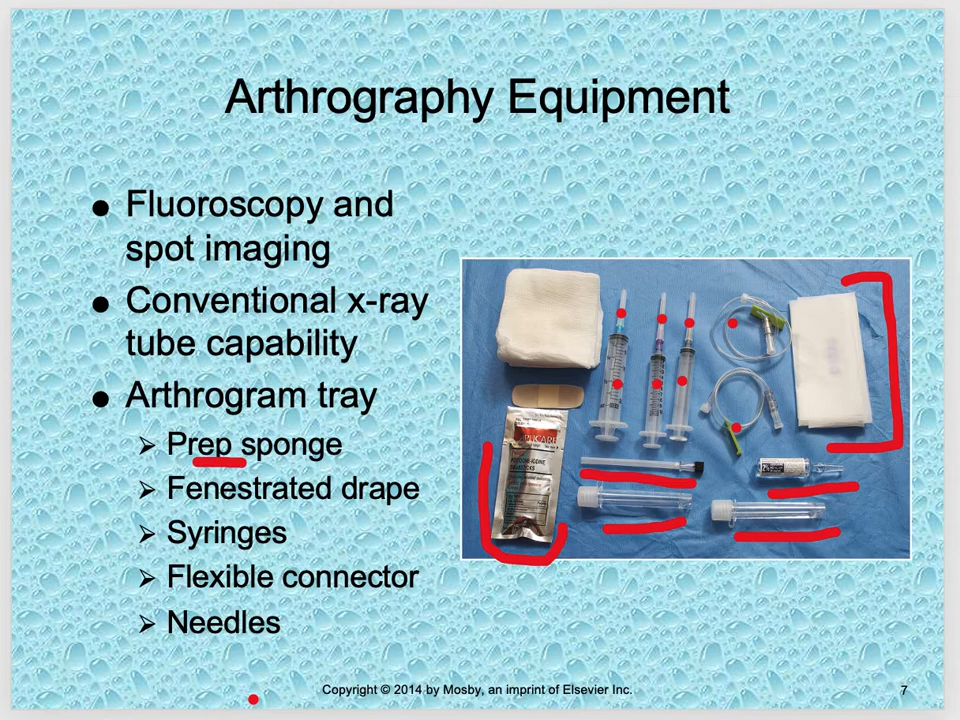 Arthrography Equipment
● Fluoroscopy and
spot imaging
● Conventional x-ray
tube capability
● Arthrogram tray
➢ Prep sponge
➢ Fenestrated drape
➢ Syringes
➢ Flexible connector
➢ Needles
Copyright © 2014 by Mosby, an imprint of Elsevier Inc.
7